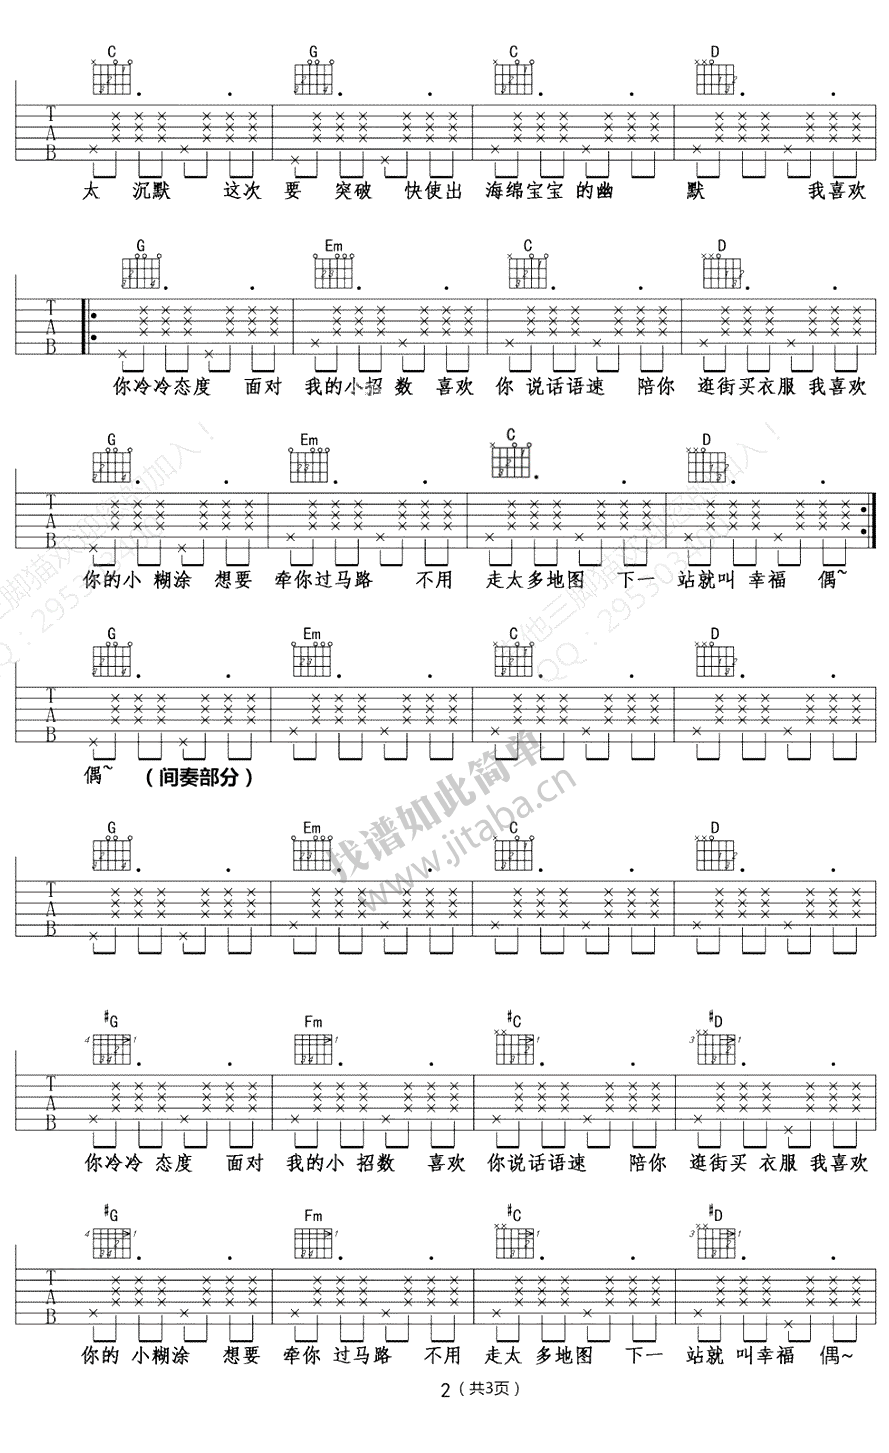 C G C D
T
A
B
太 沉默 这次 要 突破 快使出 海绵宝宝 的幽 默 我喜欢
G Em C D
T
A
B
你冷冷态度 面对 我的小招 数 喜欢 你 说话语速 陪你 逛街买衣服 我喜欢
G Em C D
T
A
B
你的小 糊涂 想要 牵你过马路 不用 走太多地图 下一 站就叫 幸福 偶~
G Em C D
T
A
B
偶~ (间奏部分)
找谱如此简单
www.jitaba.cn
G Em C D
T
A
B
#G Fm #C #D
T
A
B
你冷冷 态度 面对 我的小 招数 喜欢 你说话语速 陪你 逛街买 衣服 我喜欢
#G Fm #C #D
T
A
B
你的 小糊涂 想要 牵你 过马路 不用 走太 多地图 下一 站就 叫幸福 偶~
2 (共3页)